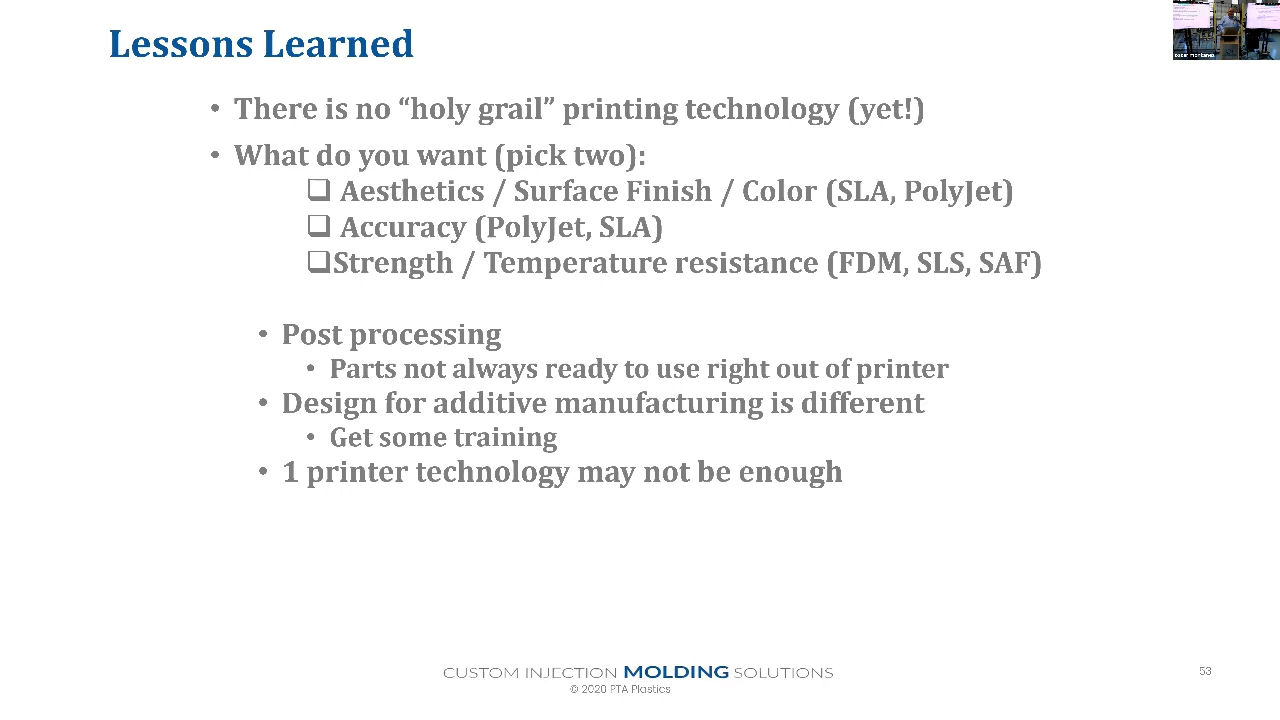 Lessons Learned
• There is no “holy grail” printing technology (yet!)
• What do you want (pick two):
❑ Aesthetics / Surface Finish / Color (SLA, PolyJet)
❑ Accuracy (PolyJet, SLA)
❑Strength / Temperature resistance (FDM, SLS, SAF)
• Post processing
• Parts not always ready to use right out of printer
• Design for additive manufacturing is different
• Get some training
• 1 printer technology may not be enough
CUSTOM INJECTION MOLDING SOLUTIONS
© 2020 PTA Plastics
53